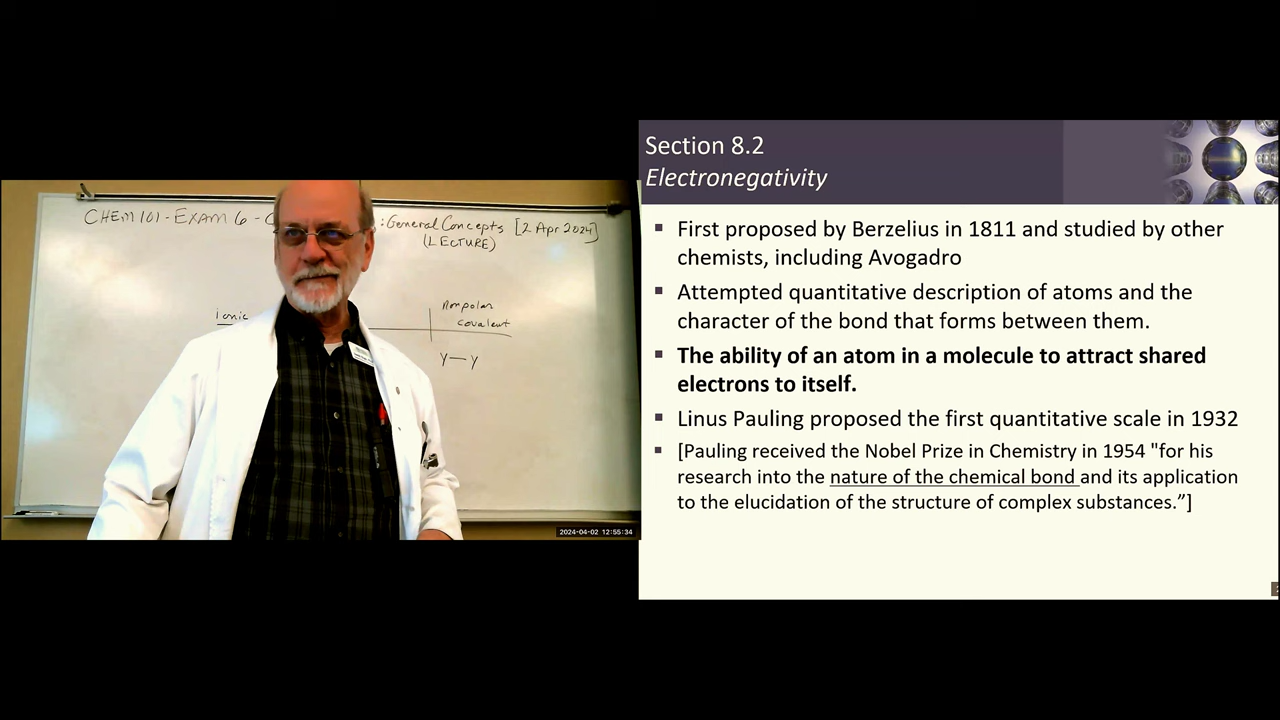 CHEM 101 - EXAM 6 - C : General Concepts [2 Apr 2024]
(LECTURE)
Ionic
Nonpolar
covalent
Y—Y
2024-04-02 12:55:34
Section 8.2
Electronegativity
▪ First proposed by Berzelius in 1811 and studied by other
chemists, including Avogadro
▪ Attempted quantitative description of atoms and the
character of the bond that forms between them.
▪ The ability of an atom in a molecule to attract shared
electrons to itself.
▪ Linus Pauling proposed the first quantitative scale in 1932
▪ [Pauling received the Nobel Prize in Chemistry in 1954 "for his
research into the nature of the chemical bond and its application
to the elucidation of the structure of complex substances.”]